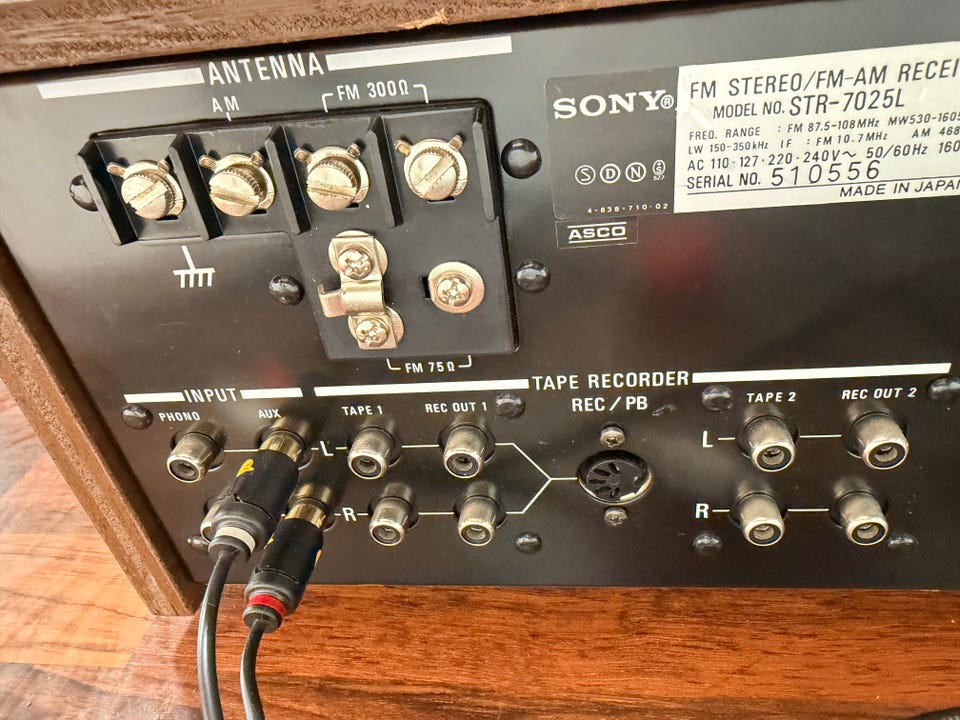 ANTENNA
AM
FM 300Ω
SONY®
FM STEREO/FM-AM RECEI
MODEL NO. STR-7025L
FREQ. RANGE : FM 87.5-108MHz MW530-1605
LW 150-350kHz IF : FM 10.7MHz AM 468
AC 110·127·220·240V~ 50/60Hz 160
SERIAL NO. 510556
MADE IN JAPAN
S D N S
4-838-710-02
ASCO
FM 75Ω
INPUT
TAPE RECORDER
PHONO
AUX
TAPE 1
REC OUT 1
REC/PB
TAPE 2
REC OUT 2
L
L
R
R